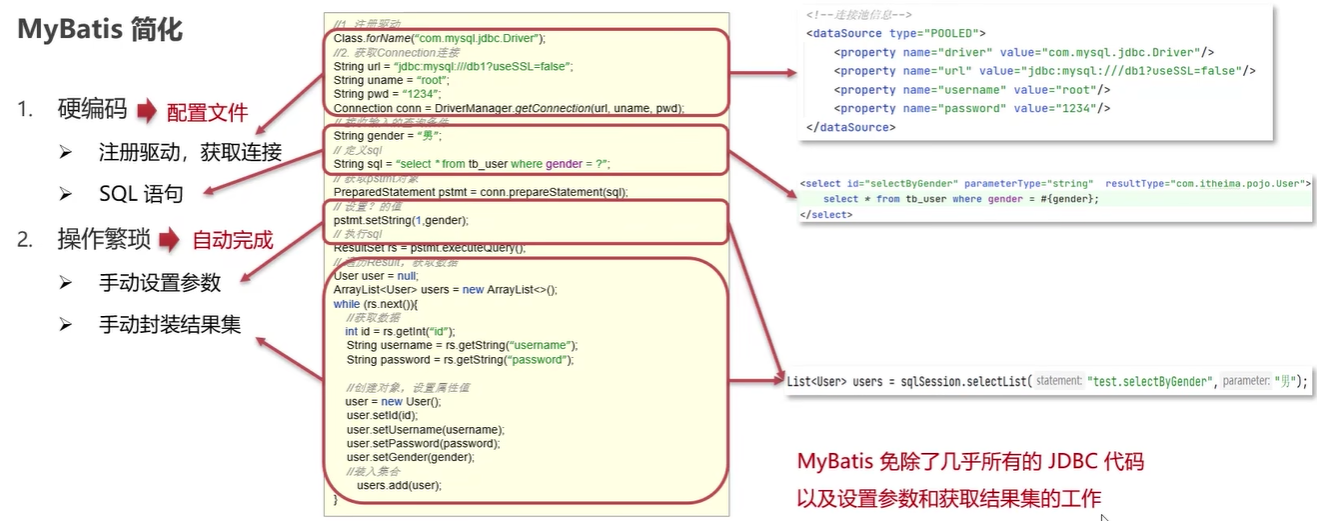 MyBatis 简化
1. 硬编码 配置文件
注册驱动，获取连接
SQL 语句
2. 操作繁琐 自动完成
手动设置参数
手动封装结果集
//1. 注册驱动
Class.forName(“com.mysql.jdbc.Driver”);
//2. 获取Connection连接
String url = “jdbc:mysql:///db1?useSSL=false”;
String uname = “root”;
String pwd = “1234”;
Connection conn = DriverManager.getConnection(url, uname, pwd);
// 接收输入的查询条件
String gender = “男”;
// 定义sql
String sql = “select * from tb_user where gender = ?”;
// 获取pstmt对象
PreparedStatement pstmt = conn.prepareStatement(sql);
// 设置？的值
pstmt.setString(1,gender);
// 执行sql
ResultSet rs = pstmt.executeQuery();
// 遍历Result，获取数据
User user = null;
ArrayList<User> users = new ArrayList<>();
while (rs.next()){
//获取数据
int id = rs.getInt(“id”);
String username = rs.getString(“username”);
String password = rs.getString(“password”);
//创建对象，设置属性值
user = new User();
user.setId(id);
user.setUsername(username);
user.setPassword(password);
user.setGender(gender);
//装入集合
users.add(user);
}
<!--连接池信息-->
<dataSource type="POOLED">
<property name="driver" value="com.mysql.jdbc.Driver"/>
<property name="url" value="jdbc:mysql:///db1?useSSL=false"/>
<property name="username" value="root"/>
<property name="password" value="1234"/>
</dataSource>
<select id="selectByGender" parameterType="string" resultType="com.itheima.pojo.User">
select * from tb_user where gender = #{gender};
</select>
List<User> users = sqlSession.selectList( statement: "test.selectByGender", parameter: "男");
MyBatis 免除了几乎所有的 JDBC 代码
以及设置参数和获取结果集的工作